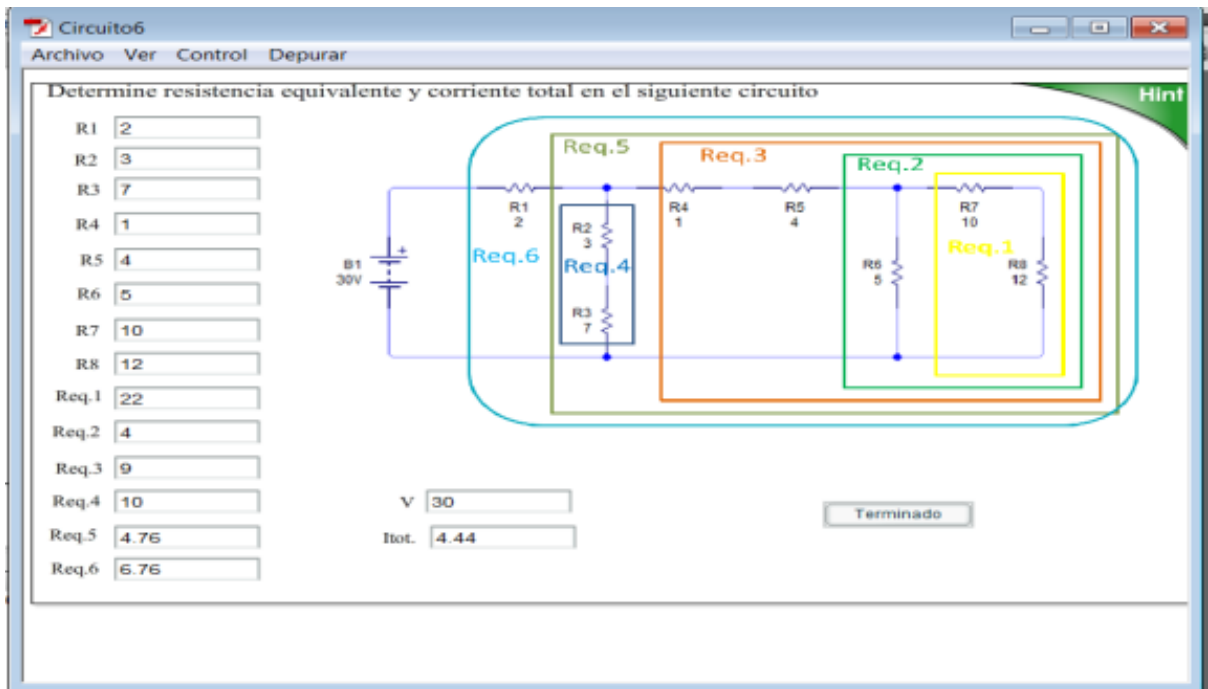 Circuito6
Archivo Ver Control Depurar
Determine resistencia equivalente y corriente total en el siguiente circuito
Hint
R1 2
R2 3
R3 7
R4 1
R5 4
R6 5
R7 10
R8 12
Req.1 22
Req.2 4
Req.3 9
Req.4 10
Req.5 4.76
Req.6 6.76
V 30
Itot. 4.44
Terminado
Req.5
Req.3
Req.2
Req.1
Req.6
Req.4
B1
30V
R1
2
R2
3
R3
7
R4
1
R5
4
R6
5
R7
10
R8
12